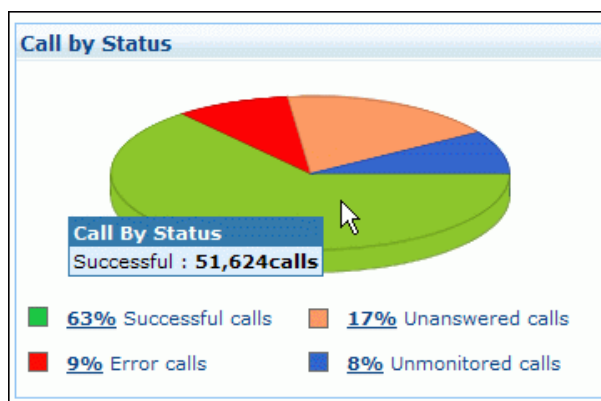 Call by Status
Call By Status
Successful : 51,624calls
63% Successful calls
17% Unanswered calls
9% Error calls
8% Unmonitored calls